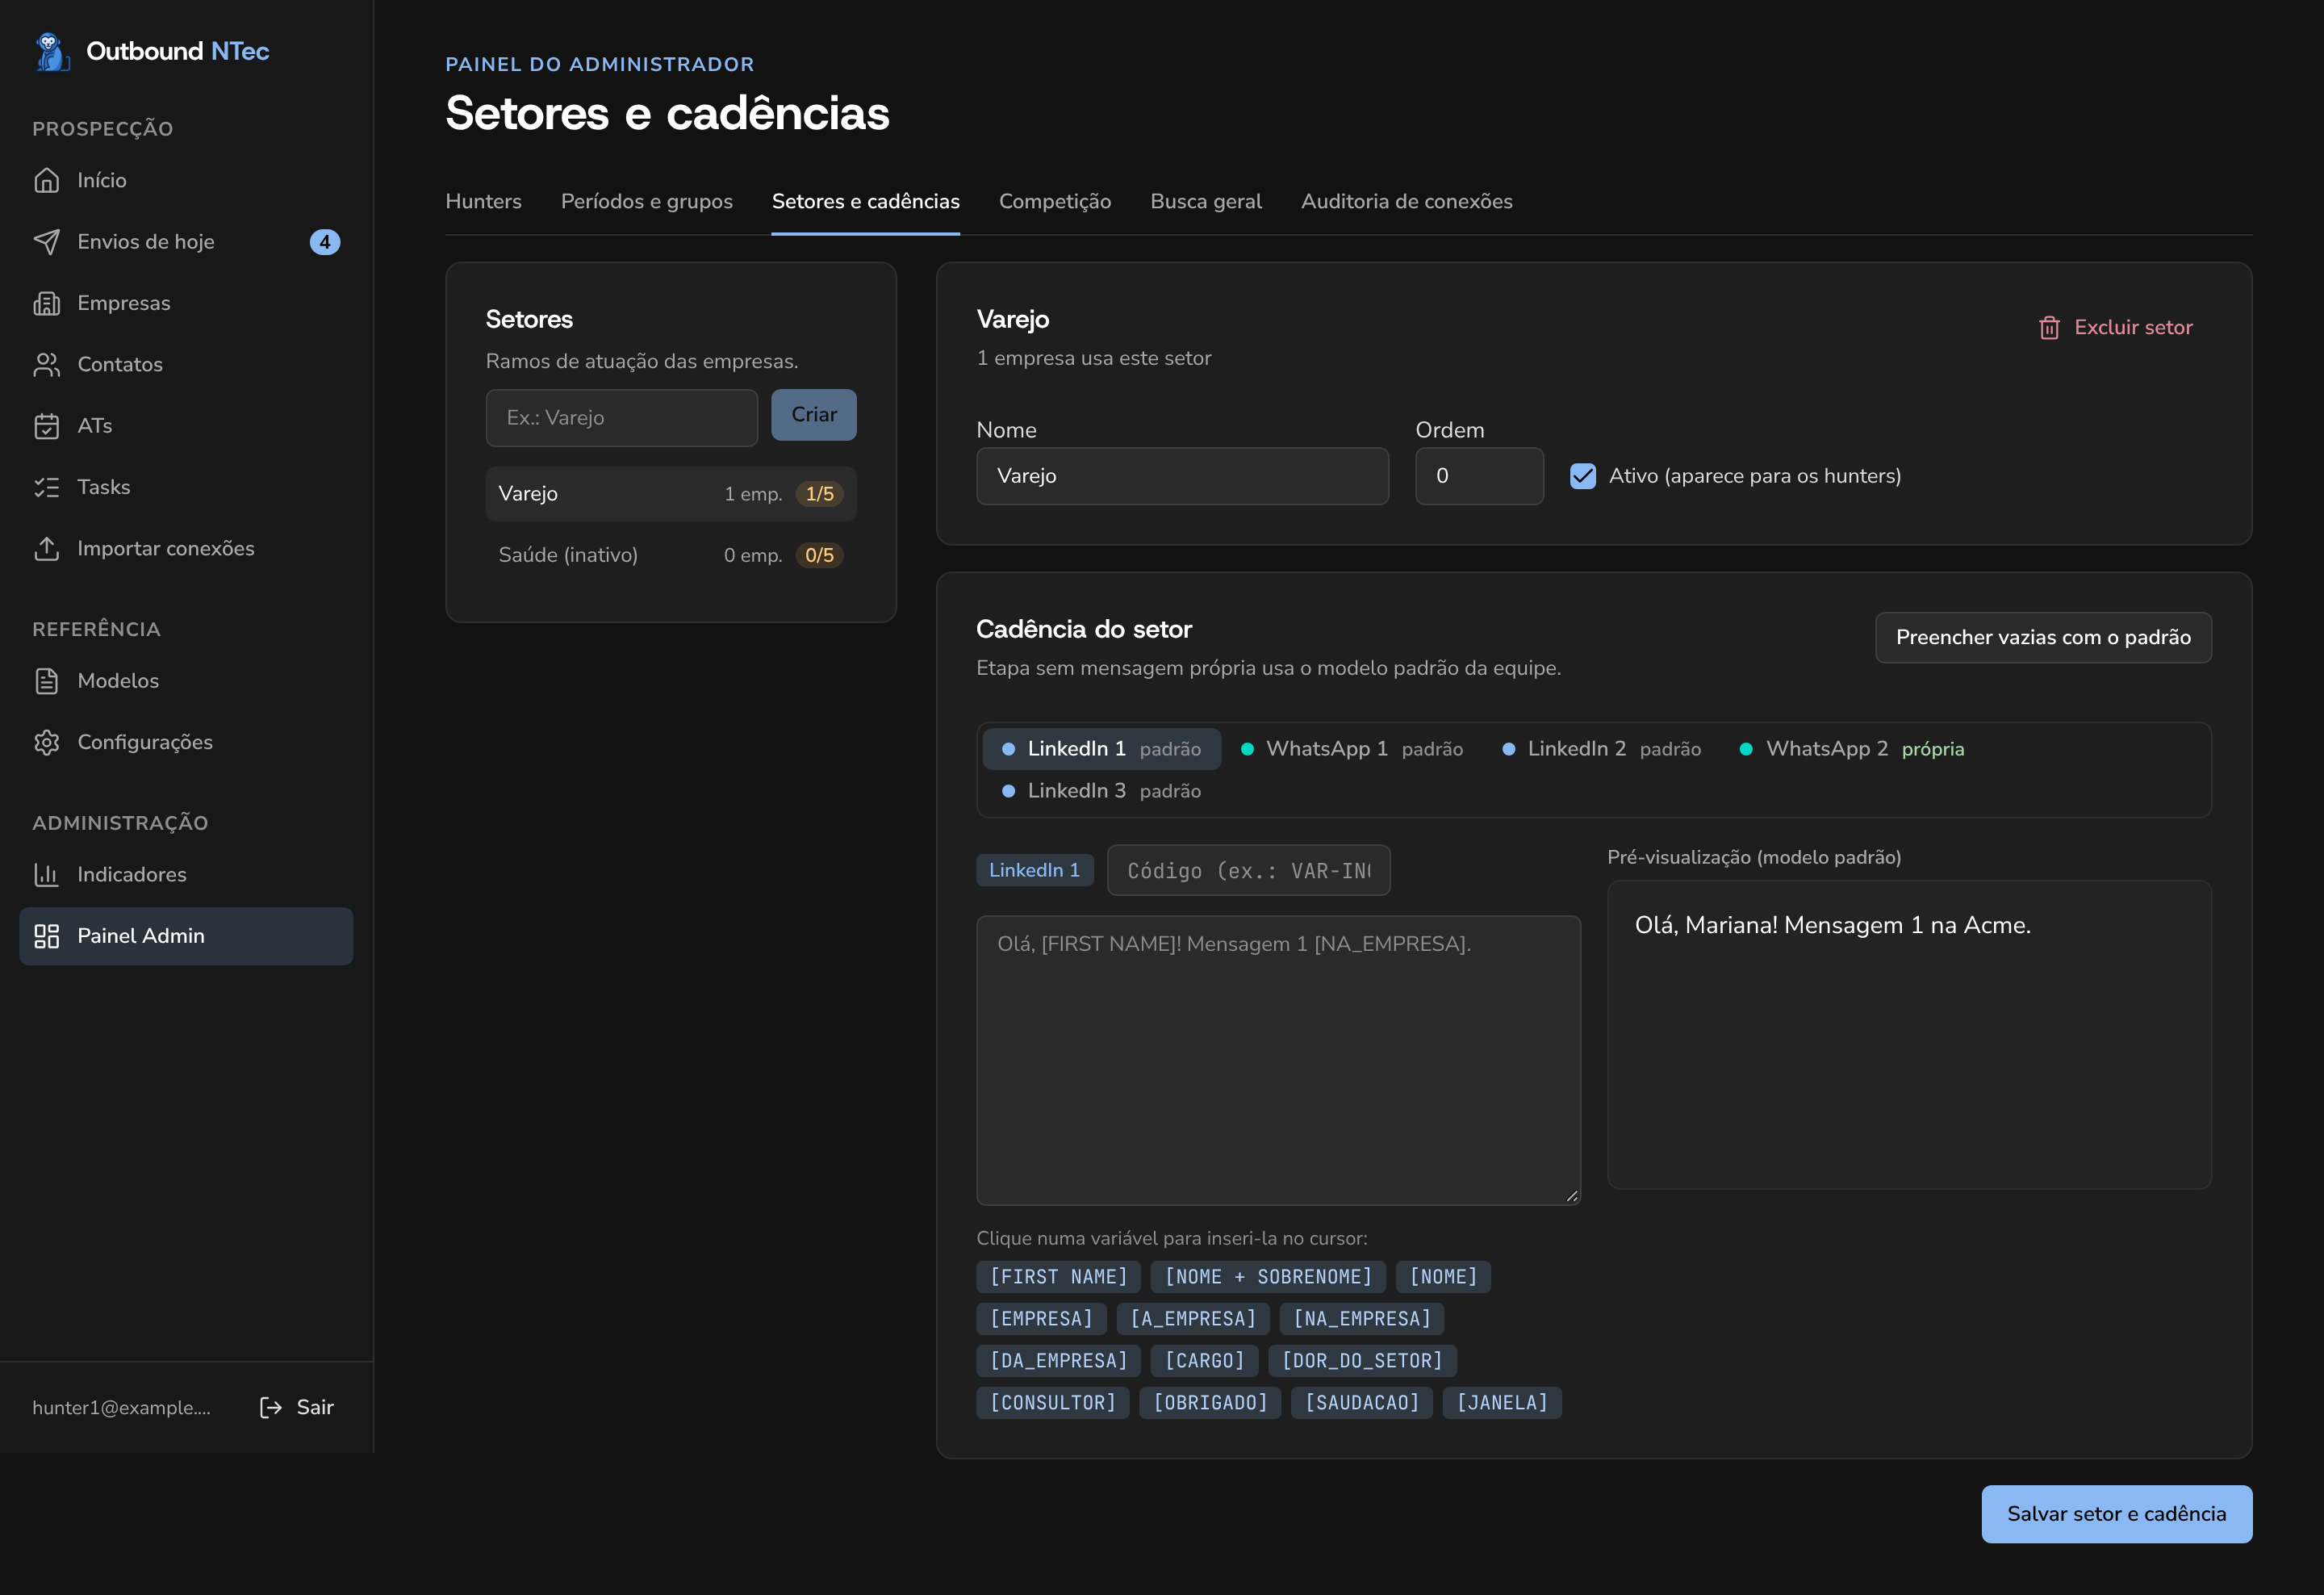 Outbound NTec
PROSPECÇÃO
Início
Envios de hoje 4
Empresas
Contatos
ATs
Tasks
Importar conexões
REFERÊNCIA
Modelos
Configurações
ADMINISTRAÇÃO
Indicadores
Painel Admin
hunter1@example.... Sair
PAINEL DO ADMINISTRADOR
Setores e cadências
Hunters Períodos e grupos Setores e cadências Competição Busca geral Auditoria de conexões
Setores
Ramos de atuação das empresas.
Ex.: Varejo Criar
Varejo 1 emp. 1/5
Saúde (inativo) 0 emp. 0/5
Varejo
1 empresa usa este setor
Excluir setor
Nome Ordem
Varejo 0 Ativo (aparece para os hunters)
Cadência do setor
Etapa sem mensagem própria usa o modelo padrão da equipe.
Preencher vazias com o padrão
LinkedIn 1 padrão WhatsApp 1 padrão LinkedIn 2 padrão WhatsApp 2 própria
LinkedIn 3 padrão
LinkedIn 1 Código (ex.: VAR-IN
Olá, [FIRST NAME]! Mensagem 1 [NA_EMPRESA].
Clique numa variável para inseri-la no cursor:
[FIRST NAME] [NOME + SOBRENOME] [NOME]
[EMPRESA] [A_EMPRESA] [NA_EMPRESA]
[DA_EMPRESA] [CARGO] [DOR_DO_SETOR]
[CONSULTOR] [OBRIGADO] [SAUDACAO] [JANELA]
Pré-visualização (modelo padrão)
Olá, Mariana! Mensagem 1 na Acme.
Salvar setor e cadência